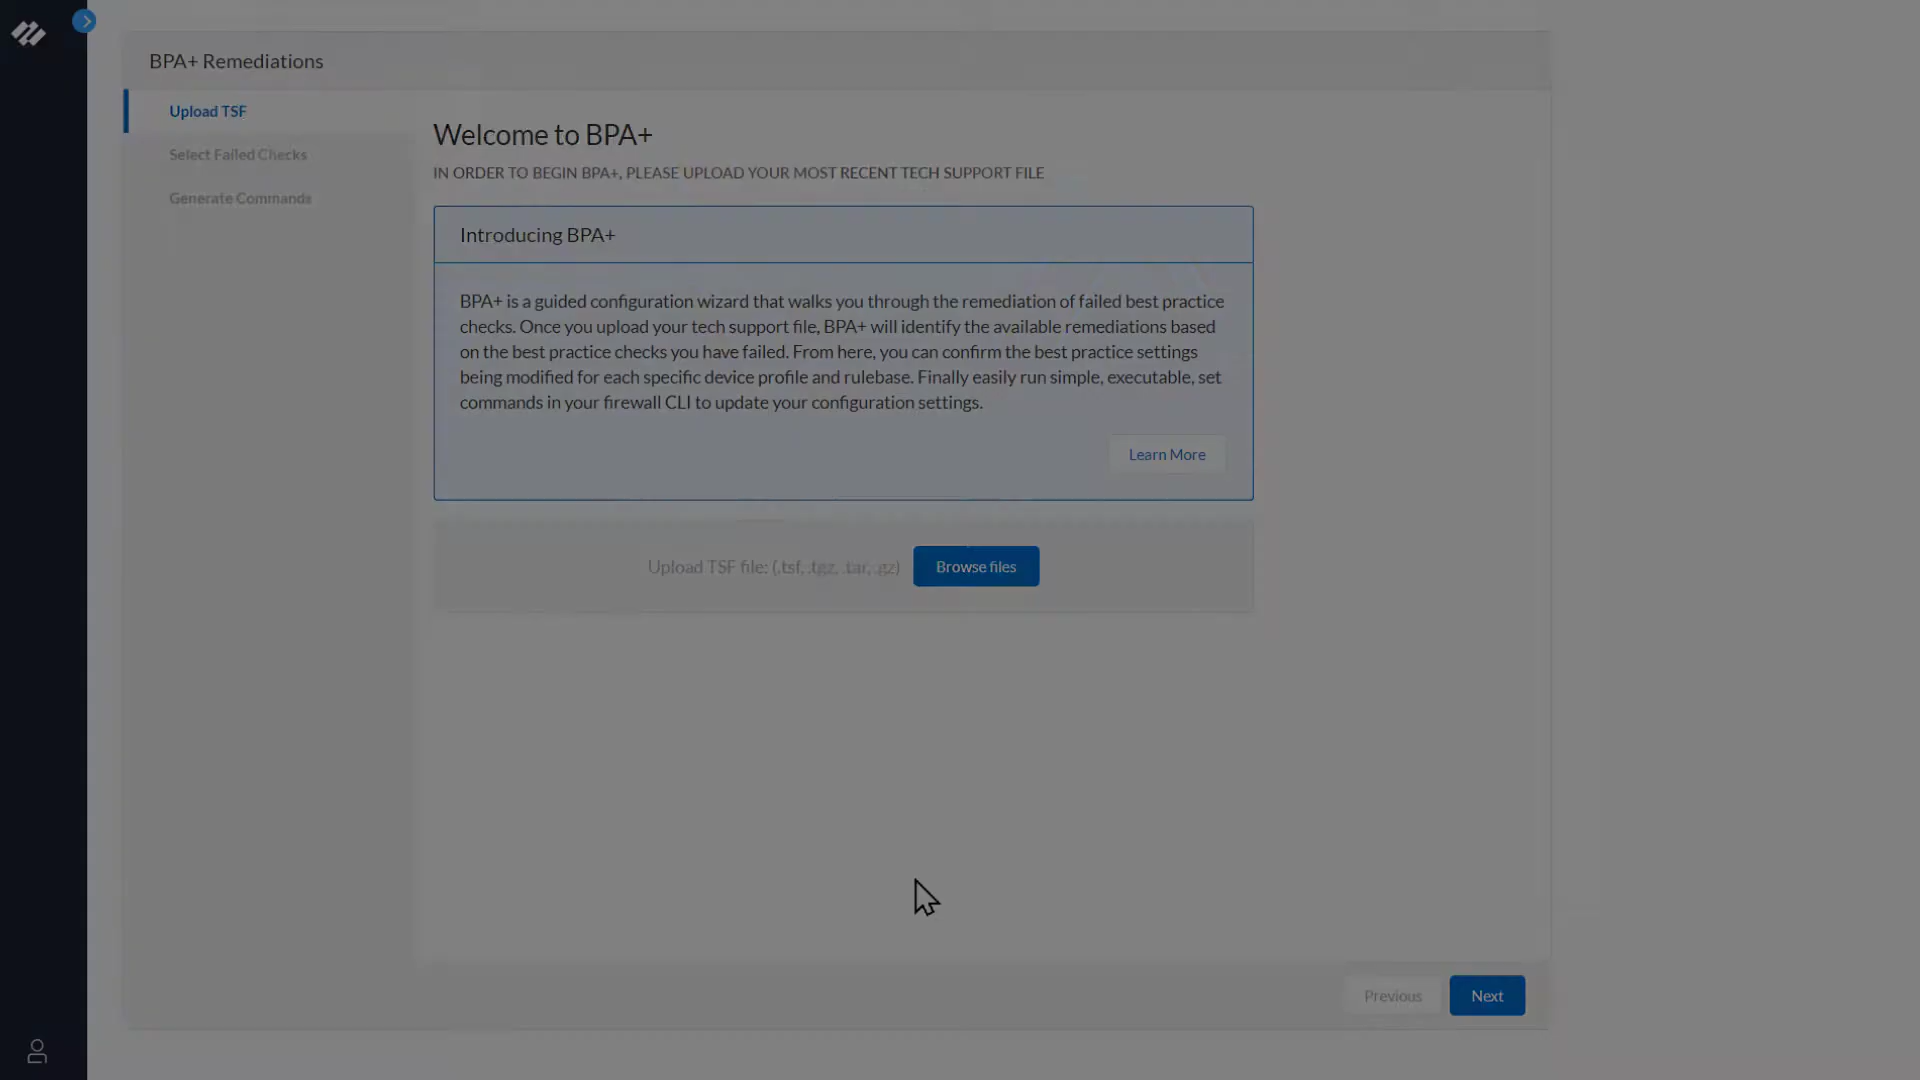 BPA+ Remediations
Upload TSF
Select Failed Checks
Generate Commands
Welcome to BPA+
IN ORDER TO BEGIN BPA+, PLEASE UPLOAD YOUR MOST RECENT TECH SUPPORT FILE
Introducing BPA+
BPA+ is a guided configuration wizard that walks you through the remediation of failed best practice
checks. Once you upload your tech support file, BPA+ will identify the available remediations based
on the best practice checks you have failed. From here, you can confirm the best practice settings
being modified for each specific device profile and rulebase. Finally easily run simple, executable, set
commands in your firewall CLI to update your configuration settings.
Learn More
Upload TSF file: (.tsf, .tgz, .tar, .gz)
Browse files
Previous
Next